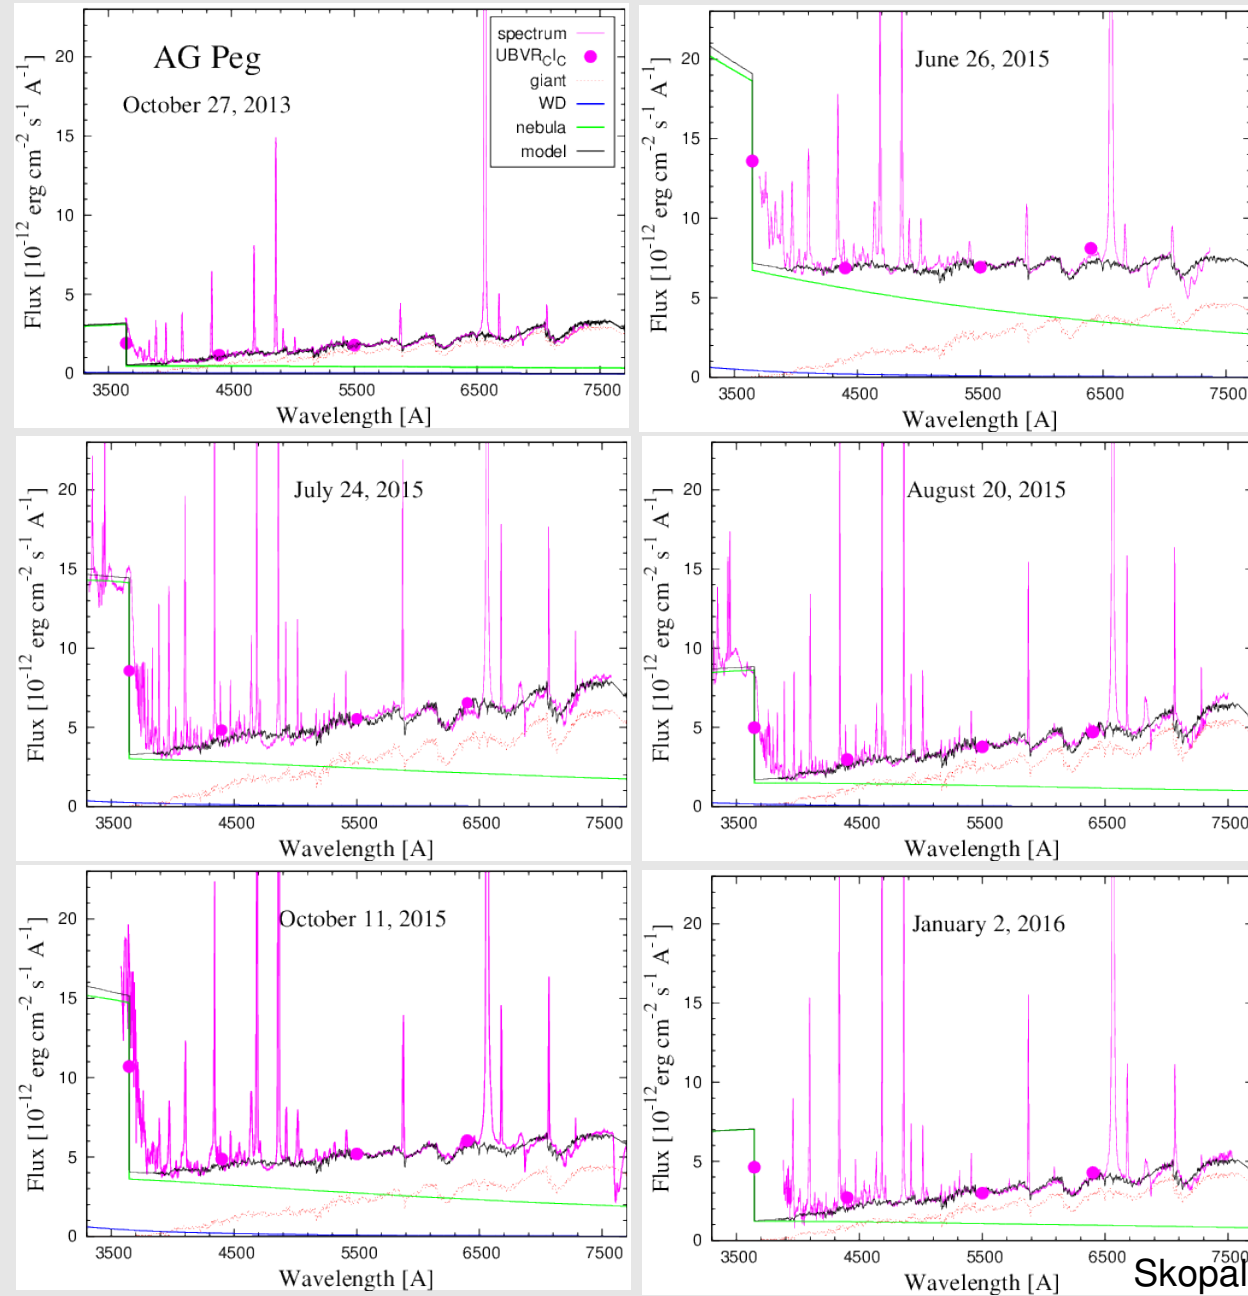 AG Peg
October 27, 2013
spectrum
UBVR_CI_C
giant
WD
nebula
model
20
15
10
5
0
3500 4500 5500 6500 7500
Wavelength [A]
Flux [10^-12 erg cm^-2 s^-1 A^-1]
June 26, 2015
20
15
10
5
0
3500 4500 5500 6500 7500
Wavelength [A]
Flux [10^-12 erg cm^-2 s^-1 A^-1]
July 24, 2015
20
15
10
5
0
3500 4500 5500 6500 7500
Wavelength [A]
Flux [10^-12 erg cm^-2 s^-1 A^-1]
August 20, 2015
20
15
10
5
0
3500 4500 5500 6500 7500
Wavelength [A]
Flux [10^-12 erg cm^-2 s^-1 A^-1]
October 11, 2015
20
15
10
5
0
3500 4500 5500 6500 7500
Wavelength [A]
Flux [10^-12 erg cm^-2 s^-1 A^-1]
January 2, 2016
20
15
10
5
0
3500 4500 5500 6500 7500
Wavelength [A]
Flux [10^-12 erg cm^-2 s^-1 A^-1]
Skopal